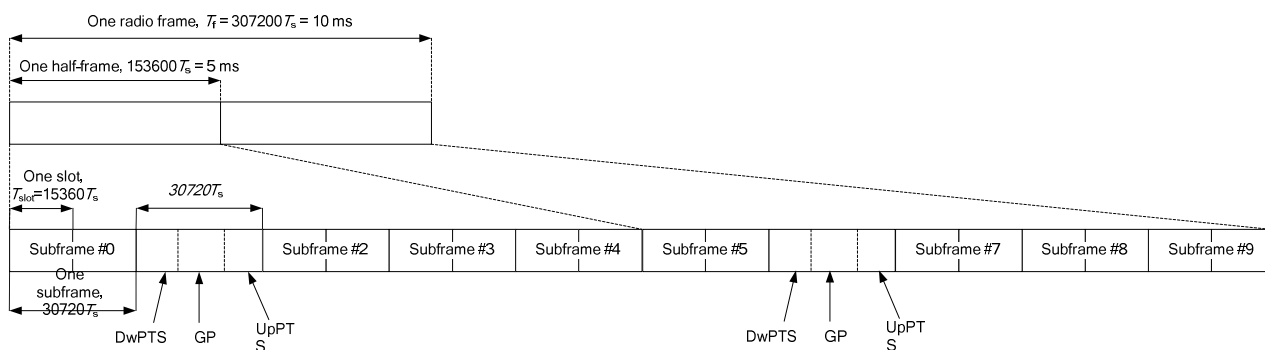 One radio frame, Tf = 307200Ts = 10 ms
One half-frame, 153600Ts = 5 ms
One slot,
Tslot=15360Ts
30720Ts
Subframe #0
Subframe #2
Subframe #3
Subframe #4
Subframe #5
Subframe #7
Subframe #8
Subframe #9
One
subframe,
30720Ts
DwPTS
GP
UpPT
S
DwPTS
GP
UpPT
S